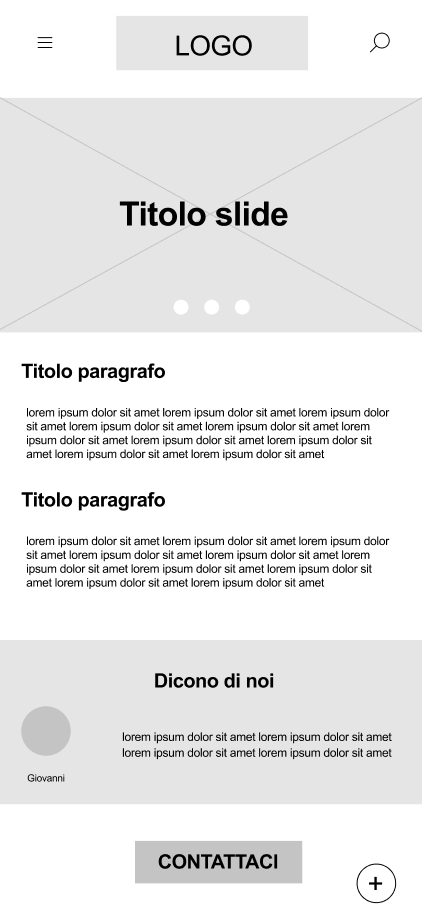 LOGO
Titolo slide
Titolo paragrafo
lorem ipsum dolor sit amet lorem ipsum dolor sit amet lorem ipsum dolor
sit amet lorem ipsum dolor sit amet lorem ipsum dolor sit amet lorem
ipsum dolor sit amet lorem ipsum dolor sit amet lorem ipsum dolor sit
amet lorem ipsum dolor sit amet lorem ipsum dolor sit amet
Titolo paragrafo
lorem ipsum dolor sit amet lorem ipsum dolor sit amet lorem ipsum dolor
sit amet lorem ipsum dolor sit amet lorem ipsum dolor sit amet lorem
ipsum dolor sit amet lorem ipsum dolor sit amet lorem ipsum dolor sit
amet lorem ipsum dolor sit amet lorem ipsum dolor sit amet
Dicono di noi
lorem ipsum dolor sit amet lorem ipsum dolor sit amet
lorem ipsum dolor sit amet lorem ipsum dolor sit amet
Giovanni
CONTATTACI
+